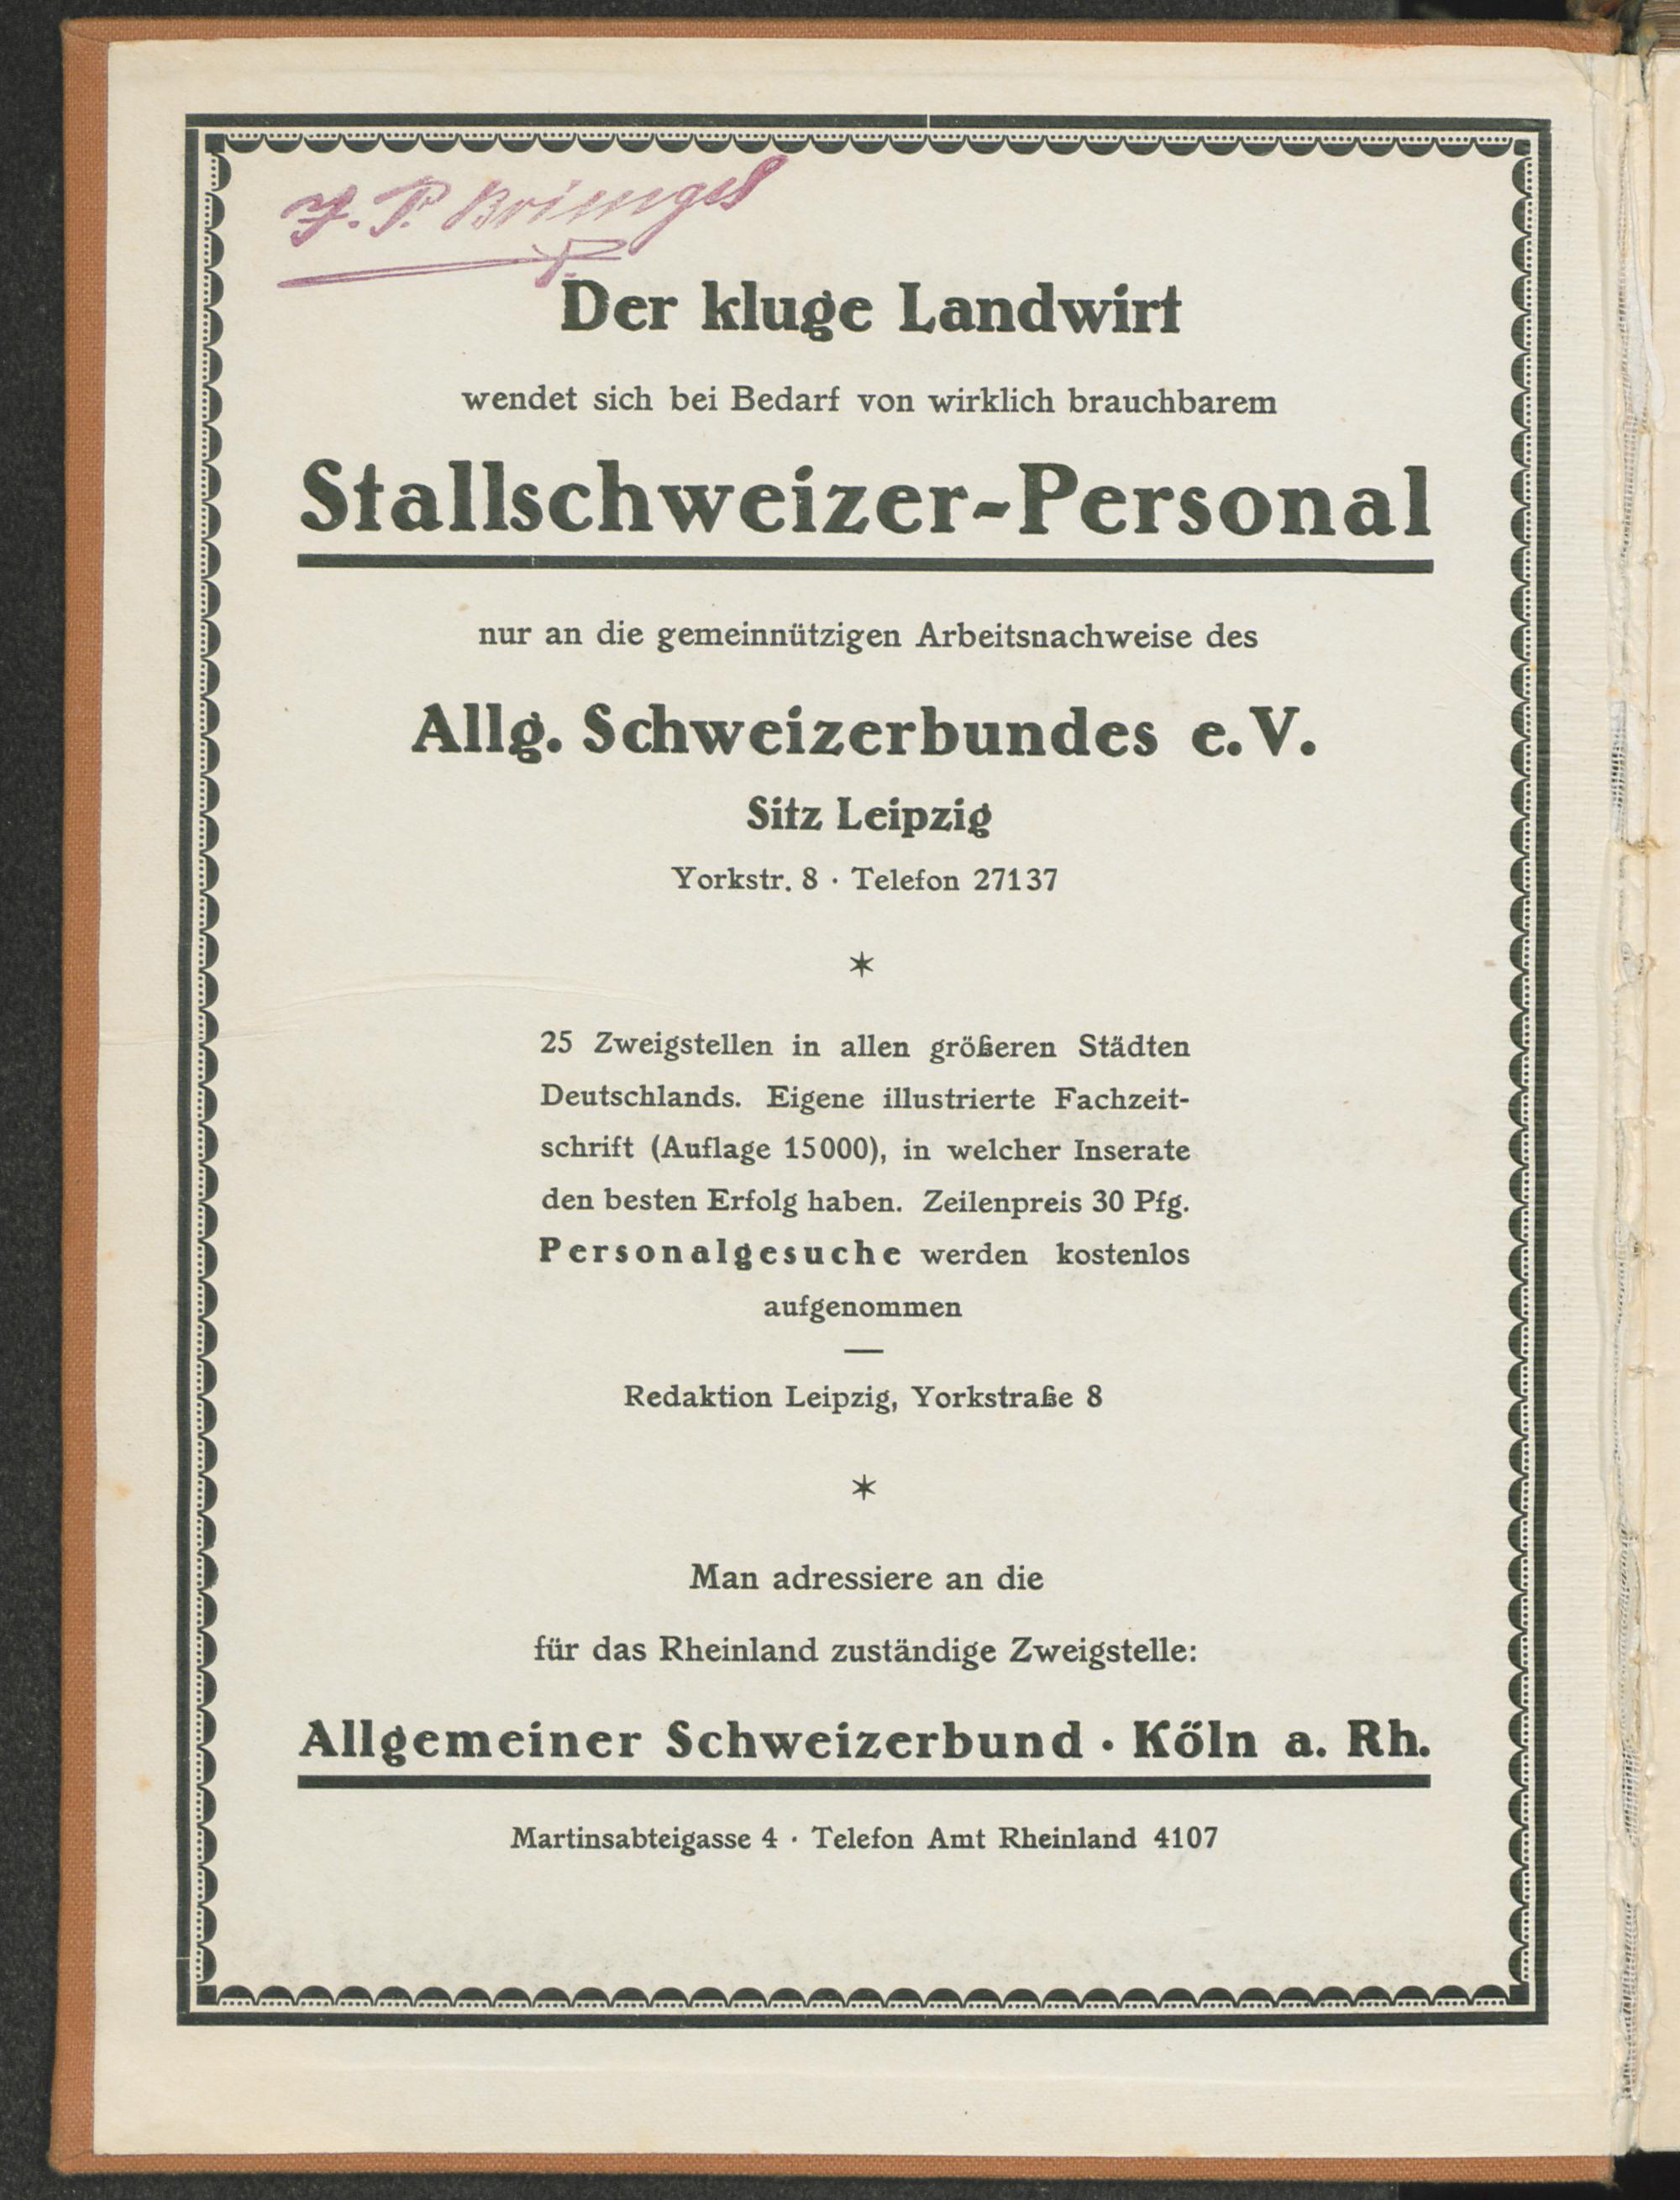 J. P.
Der kluge Landwirt
wendet sich bei Bedarf von wirklich brauchbarem
Stallschweizer-Personal
nur an die gemeinnützigen Arbeitsnachweise des
Allg. Schweizerbundes e. V.
Sitz Leipzig
Yorkstr. 8 · Telefon 27137
*
25 Zweigstellen in allen größeren Städten
Deutschlands. Eigene illustrierte Fachzeit-
schrift (Auflage 15000), in welcher Inserate
den besten Erfolg haben. Zeilenpreis 30 Pfg.
Personalgesuche werden kostenlos
aufgenommen
—
Redaktion Leipzig, Yorkstraße 8
*
Man adressiere an die
für das Rheinland zuständige Zweigstelle:
Allgemeiner Schweizerbund · Köln a. Rh.
Martinsabteigasse 4 · Telefon Amt Rheinland 4107